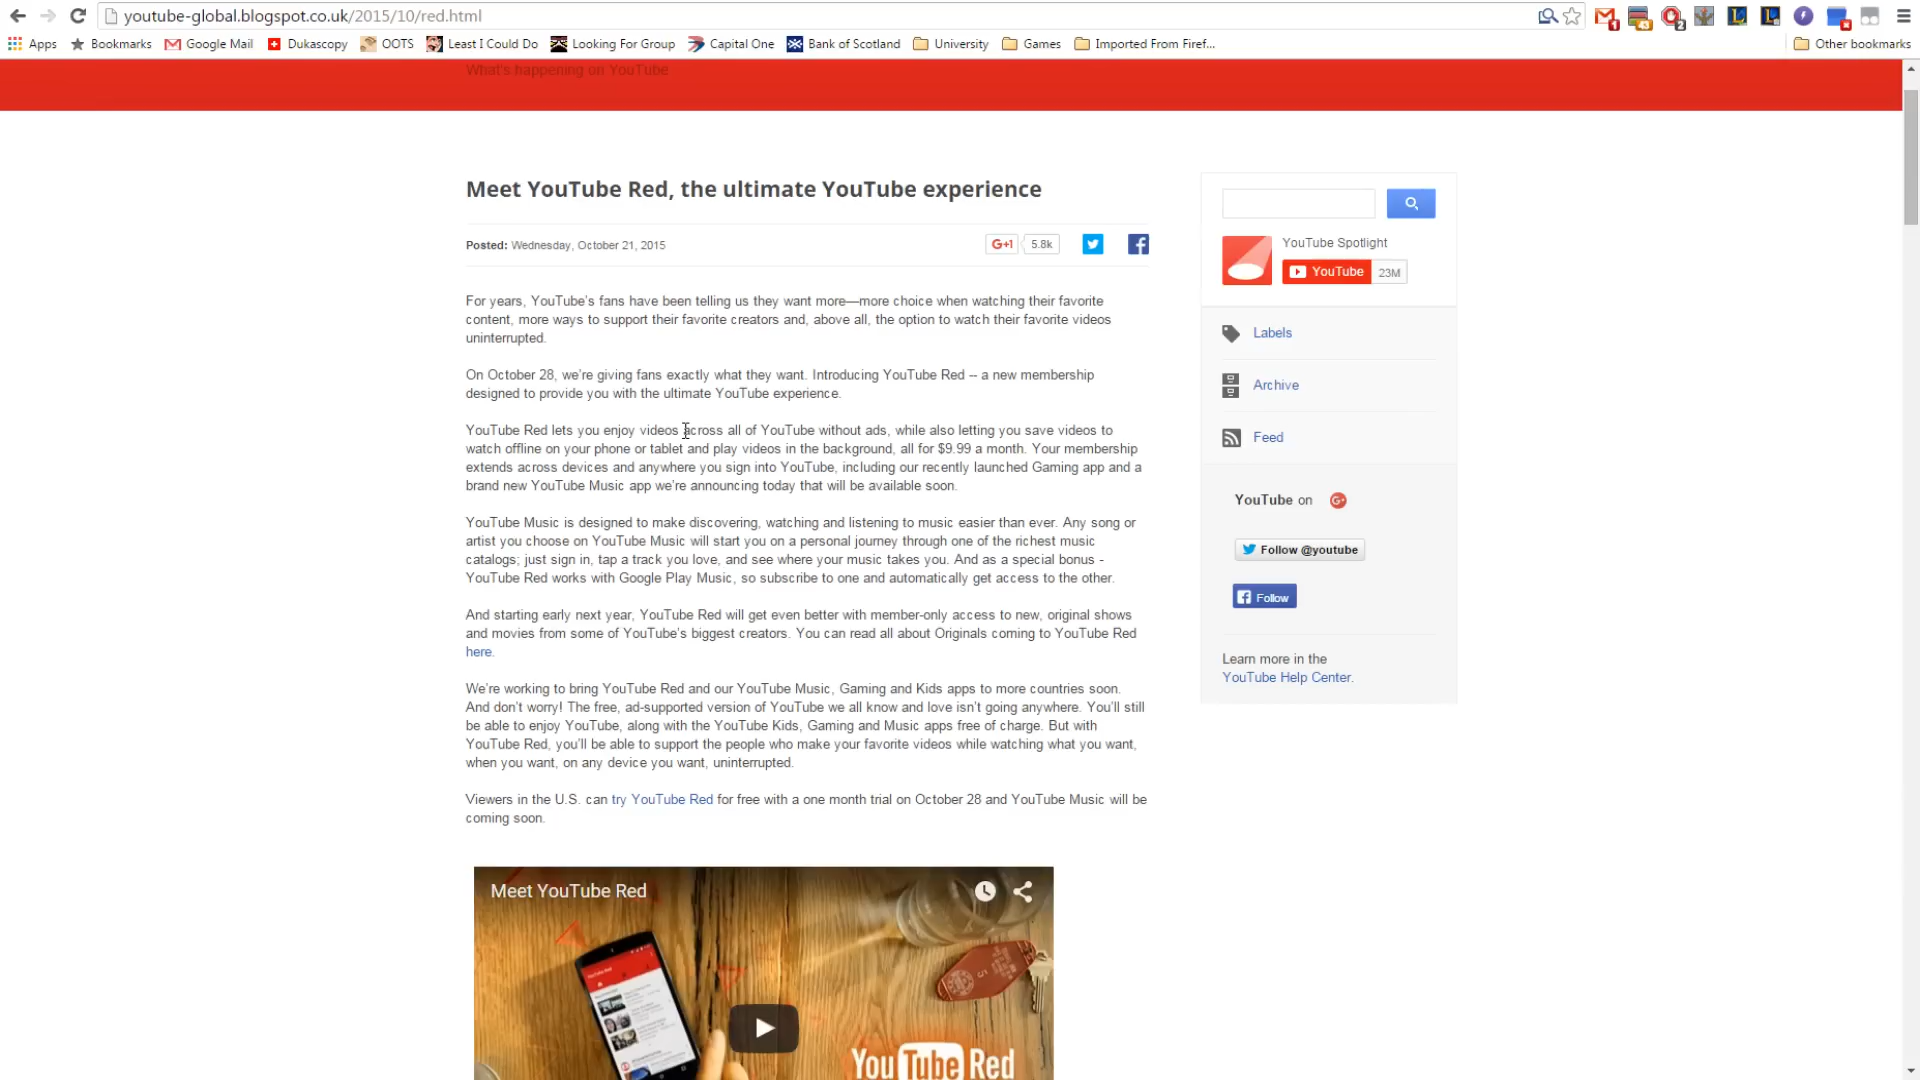 youtube-global.blogspot.co.uk/2015/10/red.html
Apps Bookmarks Google Mail Dukascopy OOTS Least I Could Do Looking For Group Capital One Bank of Scotland University Games Imported From Firef... Other bookmarks
What's happening on YouTube
Meet YouTube Red, the ultimate YouTube experience
Posted: Wednesday, October 21, 2015
G+1 5.8k
For years, YouTube's fans have been telling us they want more—more choice when watching their favorite
content, more ways to support their favorite creators and, above all, the option to watch their favorite videos
uninterrupted.
On October 28, we're giving fans exactly what they want. Introducing YouTube Red -- a new membership
designed to provide you with the ultimate YouTube experience.
YouTube Red lets you enjoy videos across all of YouTube without ads, while also letting you save videos to
watch offline on your phone or tablet and play videos in the background, all for $9.99 a month. Your membership
extends across devices and anywhere you sign into YouTube, including our recently launched Gaming app and a
brand new YouTube Music app we're announcing today that will be available soon.
YouTube Music is designed to make discovering, watching and listening to music easier than ever. Any song or
artist you choose on YouTube Music will start you on a personal journey through one of the richest music
catalogs; just sign in, tap a track you love, and see where your music takes you. And as a special bonus -
YouTube Red works with Google Play Music, so subscribe to one and automatically get access to the other.
And starting early next year, YouTube Red will get even better with member-only access to new, original shows
and movies from some of YouTube's biggest creators. You can read all about Originals coming to YouTube Red
here.
We're working to bring YouTube Red and our YouTube Music, Gaming and Kids apps to more countries soon.
And don't worry! The free, ad-supported version of YouTube we all know and love isn't going anywhere. You'll still
be able to enjoy YouTube, along with the YouTube Kids, Gaming and Music apps free of charge. But with
YouTube Red, you'll be able to support the people who make your favorite videos while watching what you want,
when you want, on any device you want, uninterrupted.
Viewers in the U.S. can try YouTube Red for free with a one month trial on October 28 and YouTube Music will be
coming soon.
Meet YouTube Red
YouTube Red
YouTube Spotlight
YouTube 23M
Labels
Archive
Feed
YouTube on G+
Follow @youtube
Follow
Learn more in the
YouTube Help Center.